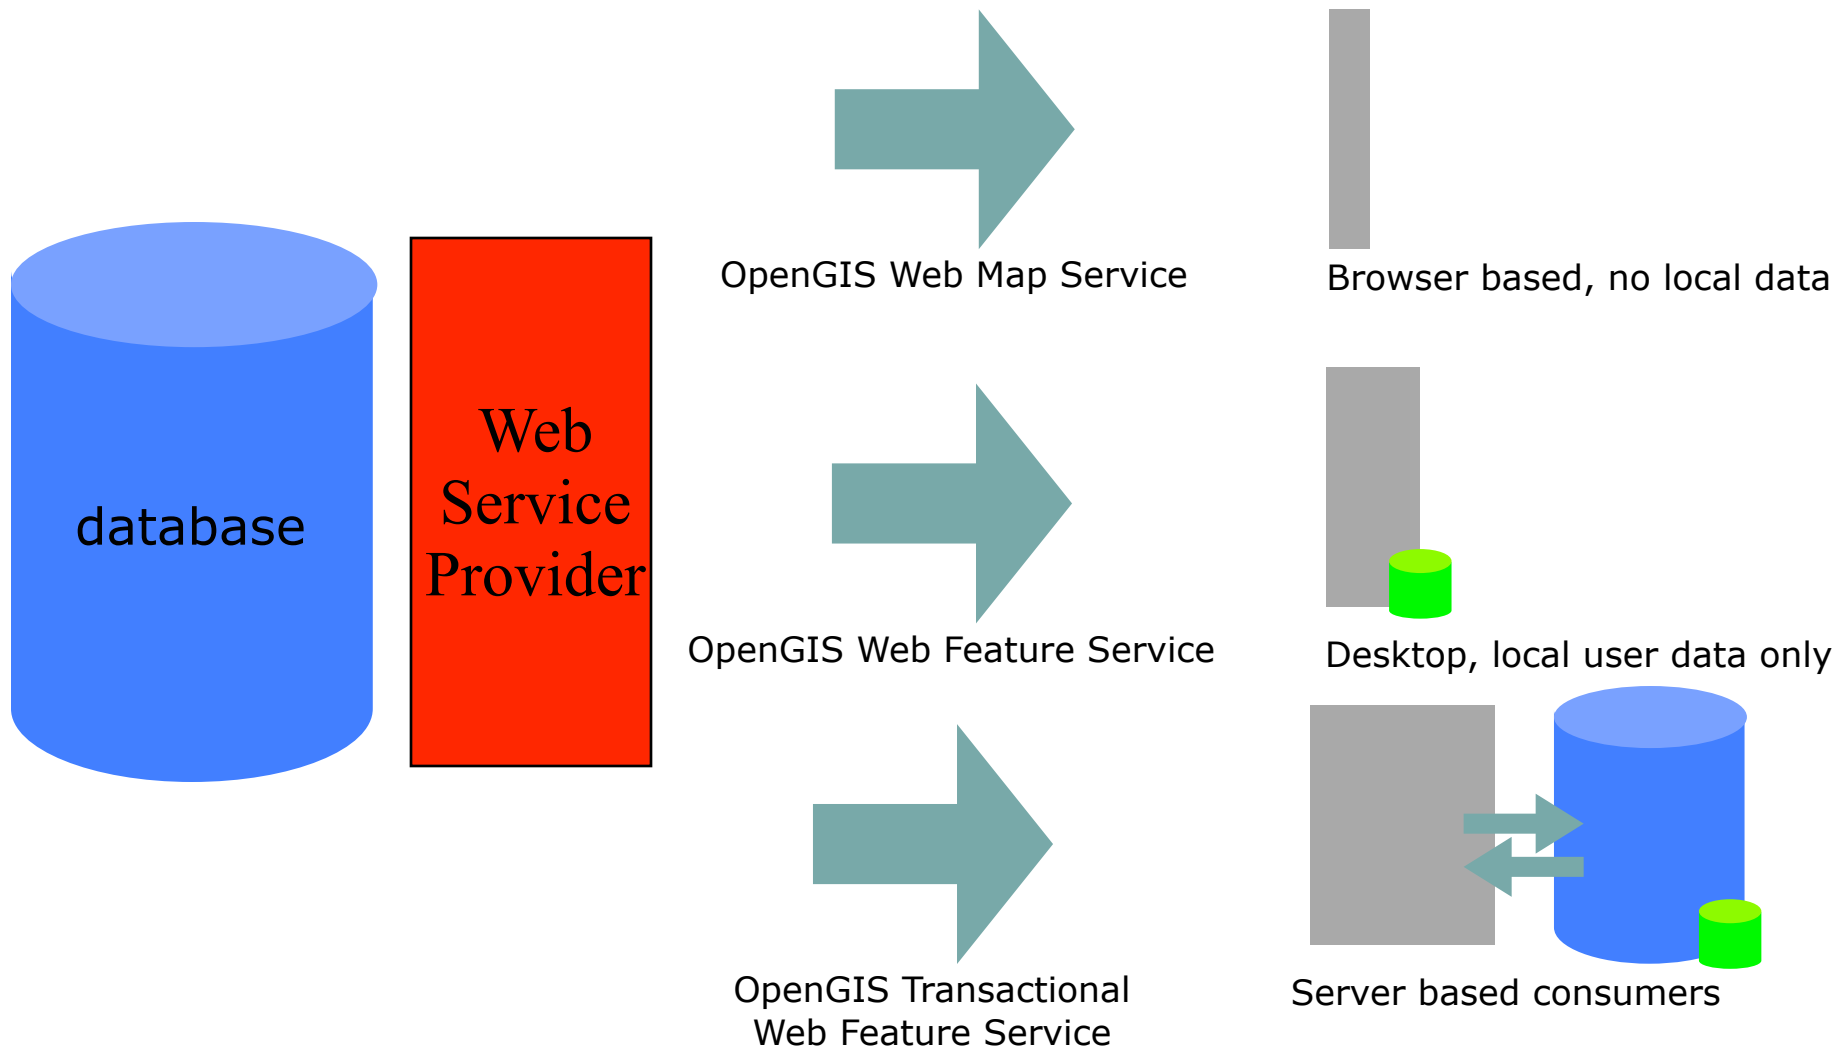 database
Web
Service
Provider
OpenGIS Web Map Service
Browser based, no local data
OpenGIS Web Feature Service
Desktop, local user data only
OpenGIS Transactional
Web Feature Service
Server based consumers